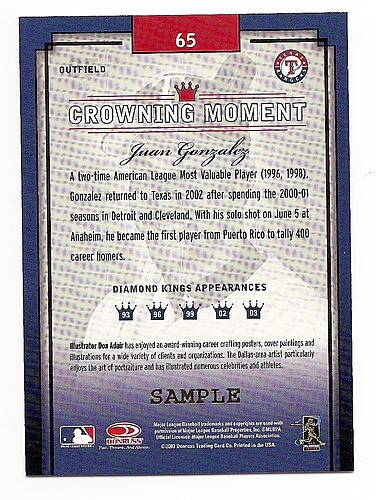 65
OUTFIELD
TEXAS
T
RANGERS
CROWNING MOMENT
Juan Gonzalez
A two-time American League Most Valuable Player (1996, 1998),
Gonzalez returned to Texas in 2002 after spending the 2000-01
seasons in Detroit and Cleveland. With his solo shot on June 5 at
Anaheim, he became the first player from Puerto Rico to tally 400
career homers.
DIAMOND KINGS APPEARANCES
93 96 99 02 03
Illustrator Don Adair has enjoyed an award-winning career crafting posters, cover paintings and
illustrations for a wide variety of clients and organizations. The Dallas-area artist particularly
enjoys the art of portraiture and has illustrated numerous celebrities and athletes.
SAMPLE
Major League Baseball trademarks and copyrights are used with
permission of Major League Baseball Properties, Inc. ©MLBPA
Official Licensee-Major League Baseball Players Association.
©2003 Donruss Trading Card Co. Printed in the USA.
DONRUSS
Past, Present, And Always.